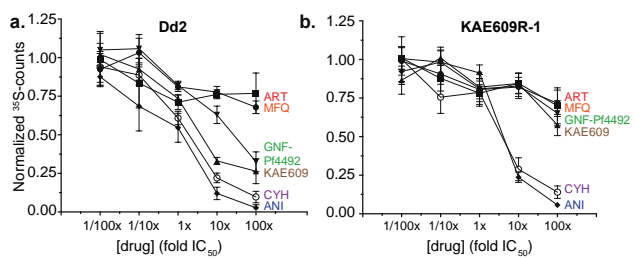 a.
Dd2
Normalized ³⁵S-counts
1.25
1.00
0.75
0.50
0.25
0.00
ART
MFQ
GNF-
Pf4492
KAE609
CYH
ANI
1/100x 1/10x 1x 10x 100x
[drug] (fold IC₅₀)
b.
KAE609R-1
1.25
1.00
0.75
0.50
0.25
0.00
ART
MFQ
GNF-Pf4492
KAE609
CYH
ANI
1/100x 1/10x 1x 10x 100x
[drug] (fold IC₅₀)